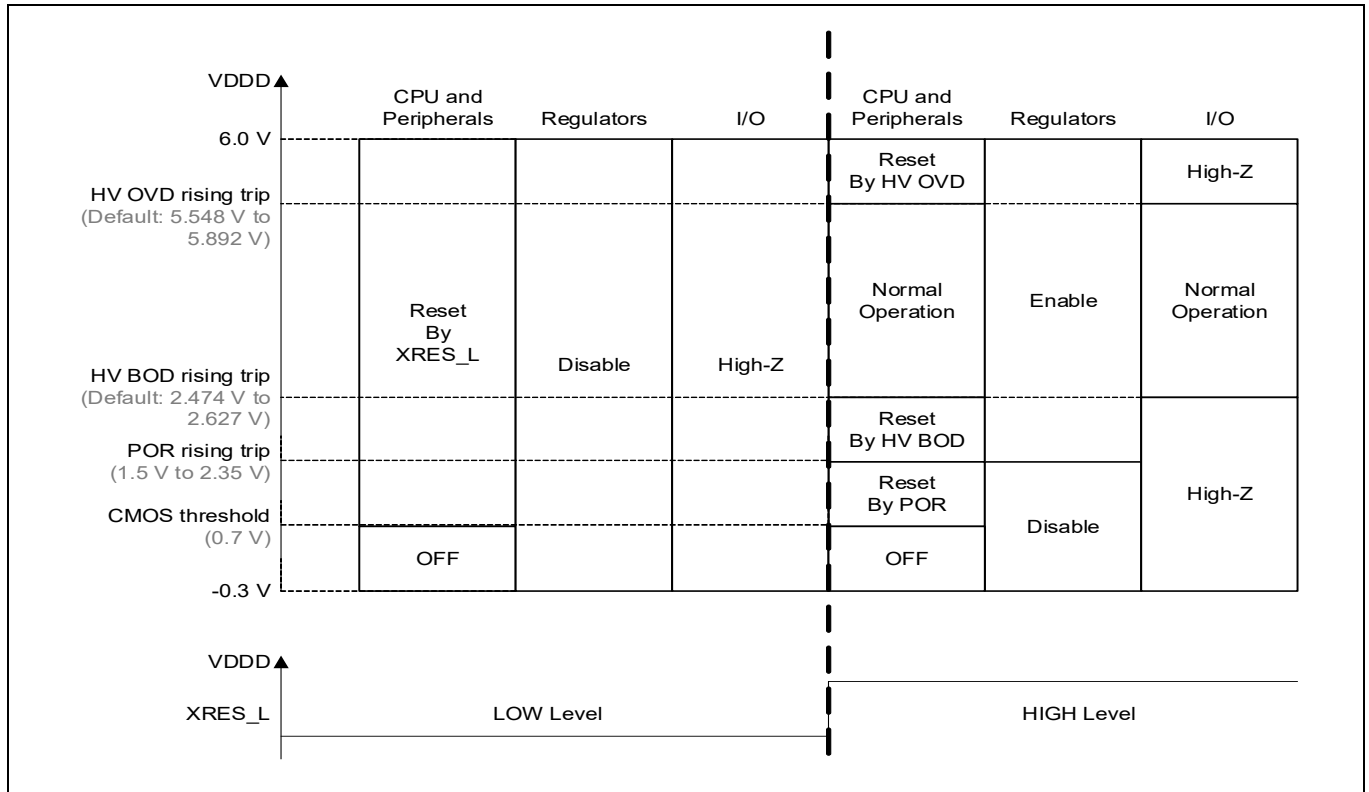 VDDD
CPU and
Peripherals
Regulators
I/O
CPU and
Peripherals
Regulators
I/O
6.0 V
HV OVD rising trip
(Default: 5.548 V to
5.892 V)
HV BOD rising trip
(Default: 2.474 V to
2.627 V)
POR rising trip
(1.5 V to 2.35 V)
CMOS threshold
(0.7 V)
-0.3 V
Reset
By
XRES_L
OFF
Disable
High-Z
Reset
By HV OVD
Normal
Operation
Reset
By HV BOD
Reset
By POR
OFF
Enable
Disable
High-Z
Normal
Operation
High-Z
VDDD
XRES_L
LOW Level
HIGH Level